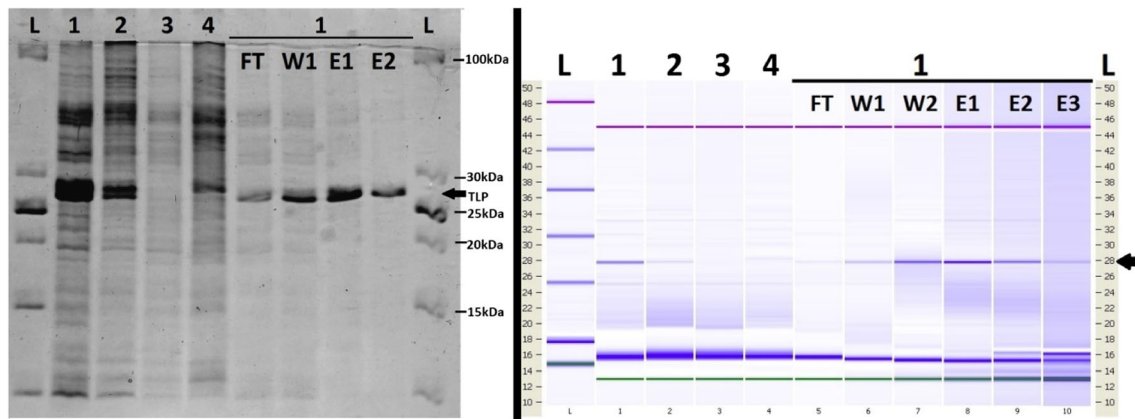 L 1 2 3 4 1 L
FT W1 E1 E2
100kDa
30kDa
TLP
25kDa
20kDa
15kDa
L 1 2 3 4 1 L
FT W1 W2 E1 E2 E3
50 50
48 48
46 46
44 44
42 42
40 40
38 38
36 36
34 34
32 32
30 30
28 28
26 26
24 24
22 22
20 20
18 18
16 16
14 14
12 12
10 10
L 1 2 3 4 5 6 7 8 9 10